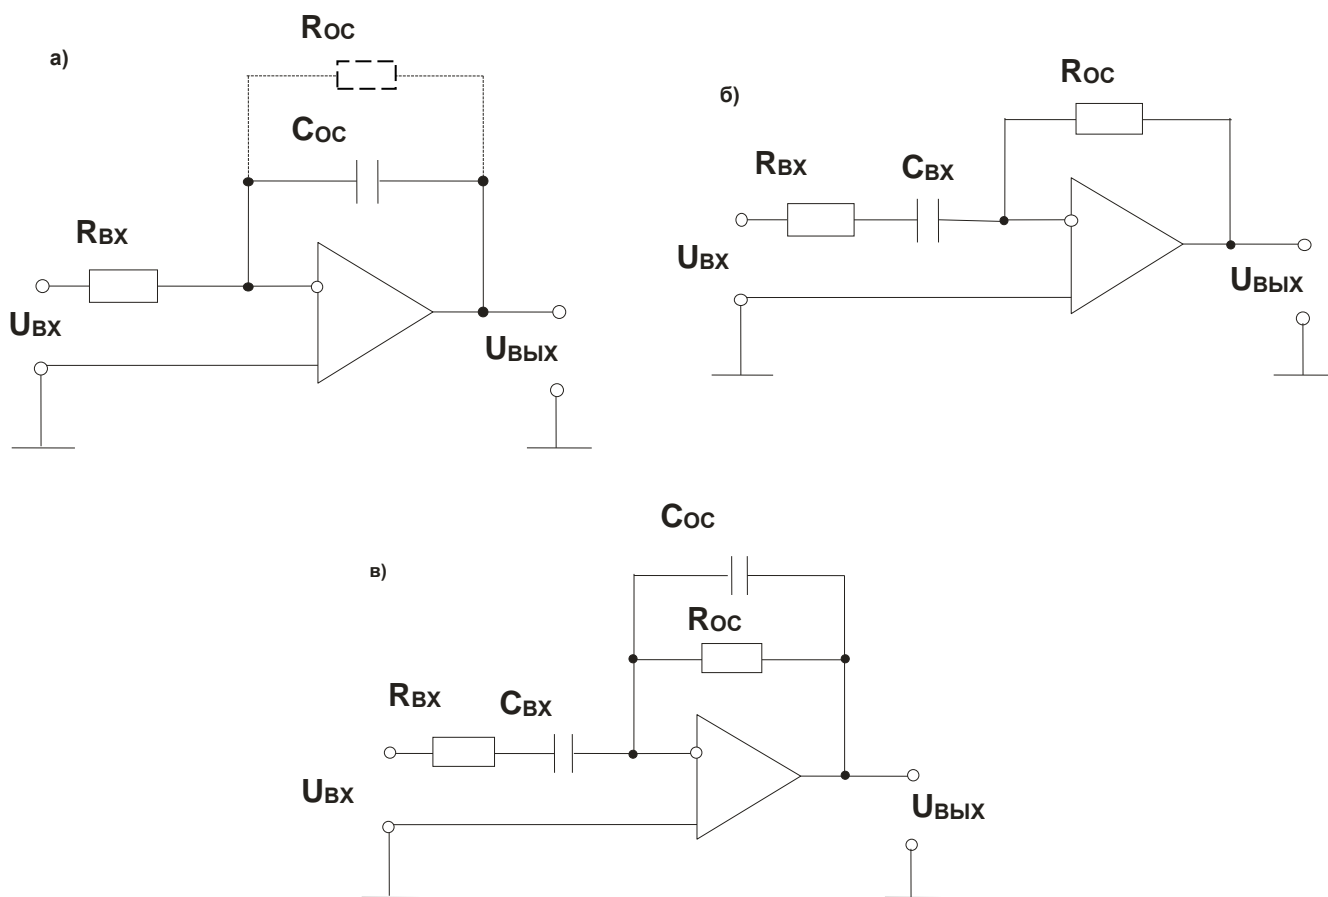 а)
RОС
CОС
RВХ
UВХ
UВЫХ
б)
RОС
RВХ
CВХ
UВХ
UВЫХ
в)
CОС
RОС
RВХ
CВХ
UВХ
UВЫХ